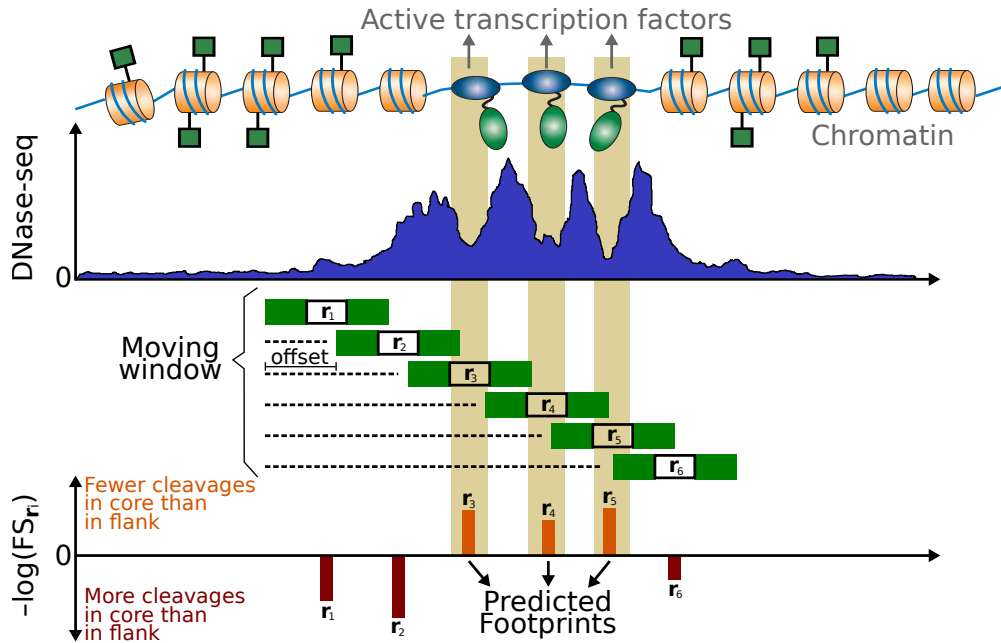 Active transcription factors
Chromatin
DNase-seq
0
Moving
window
r1
r2
offset
r3
r4
r5
r6
–log(FSri)
Fewer cleavages
in core than
in flank
r3
r4
r5
0
More cleavages
in core than
in flank
r1
r2
r6
Predicted
Footprints